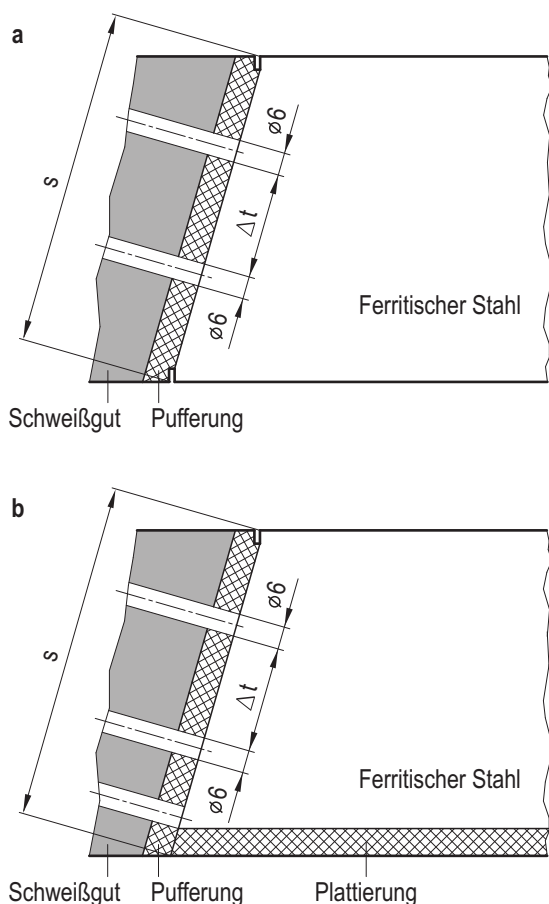 a
s
ø6
Δt
ø6
Ferritischer Stahl
Schweißgut Pufferung
b
s
ø6
Δt
ø6
Ferritischer Stahl
Schweißgut Pufferung Plattierung